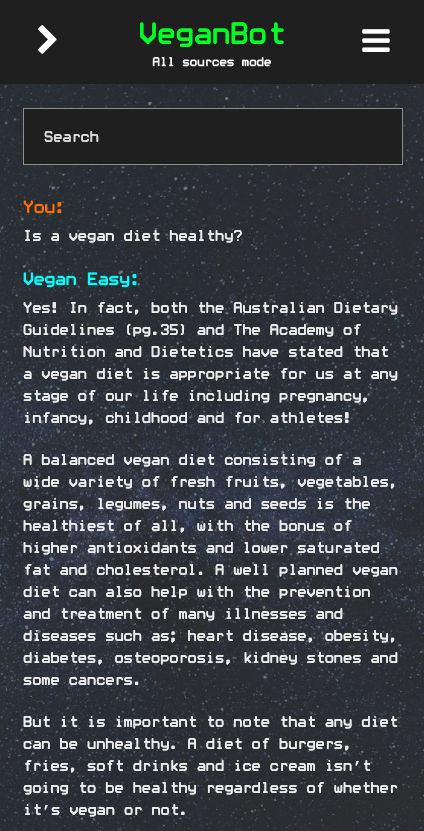 VeganBot
All sources mode
Search
You:
Is a vegan diet healthy?
Vegan Easy:
Yes! In fact, both the Australian Dietary
Guidelines (pg.35) and The Academy of
Nutrition and Dietetics have stated that
a vegan diet is appropriate for us at any
stage of our life including pregnancy,
infancy, childhood and for athletes!
A balanced vegan diet consisting of a
wide variety of fresh fruits, vegetables,
grains, legumes, nuts and seeds is the
healthiest of all, with the bonus of
higher antioxidants and lower saturated
fat and cholesterol. A well planned vegan
diet can also help with the prevention
and treatment of many illnesses and
diseases such as; heart disease, obesity,
diabetes, osteoporosis, kidney stones and
some cancers.
But it is important to note that any diet
can be unhealthy. A diet of burgers,
fries, soft drinks and ice cream isn't
going to be healthy regardless of whether
it's vegan or not.